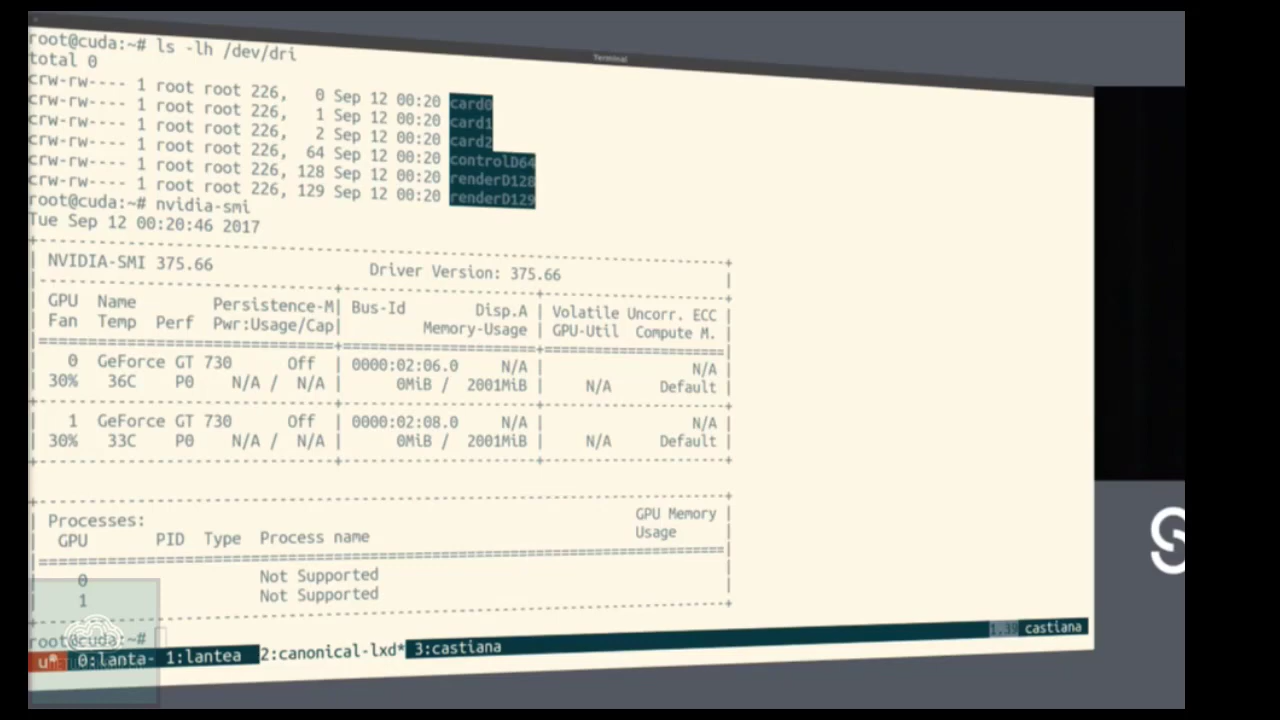 Terminal
root@cuda:~# ls -lh /dev/dri
total 0
crw-rw---- 1 root root 226,   0 Sep 12 00:20 card0
crw-rw---- 1 root root 226,   1 Sep 12 00:20 card1
crw-rw---- 1 root root 226,   2 Sep 12 00:20 card2
crw-rw---- 1 root root 226,  64 Sep 12 00:20 controlD64
crw-rw---- 1 root root 226, 128 Sep 12 00:20 renderD128
crw-rw---- 1 root root 226, 129 Sep 12 00:20 renderD129
root@cuda:~# nvidia-smi
Tue Sep 12 00:20:46 2017
NVIDIA-SMI 375.66 Driver Version: 375.66
GPU Name Persistence-M| Bus-Id Disp.A | Volatile Uncorr. ECC
Fan Temp Perf Pwr:Usage/Cap| Memory-Usage | GPU-Util Compute M.
0 GeForce GT 730 Off | 0000:02:06.0 N/A | N/A
30% 36C P0 N/A / N/A | 0MiB / 2001MiB | N/A Default
1 GeForce GT 730 Off | 0000:02:08.0 N/A | N/A
30% 33C P0 N/A / N/A | 0MiB / 2001MiB | N/A Default
Processes: GPU Memory
GPU PID Type Process name Usage
0 Not Supported
1 Not Supported
root@cuda:~#
u* 0:lanta- 1:lantea 2:canonical-lxd* 3:castiana 1.39 castiana